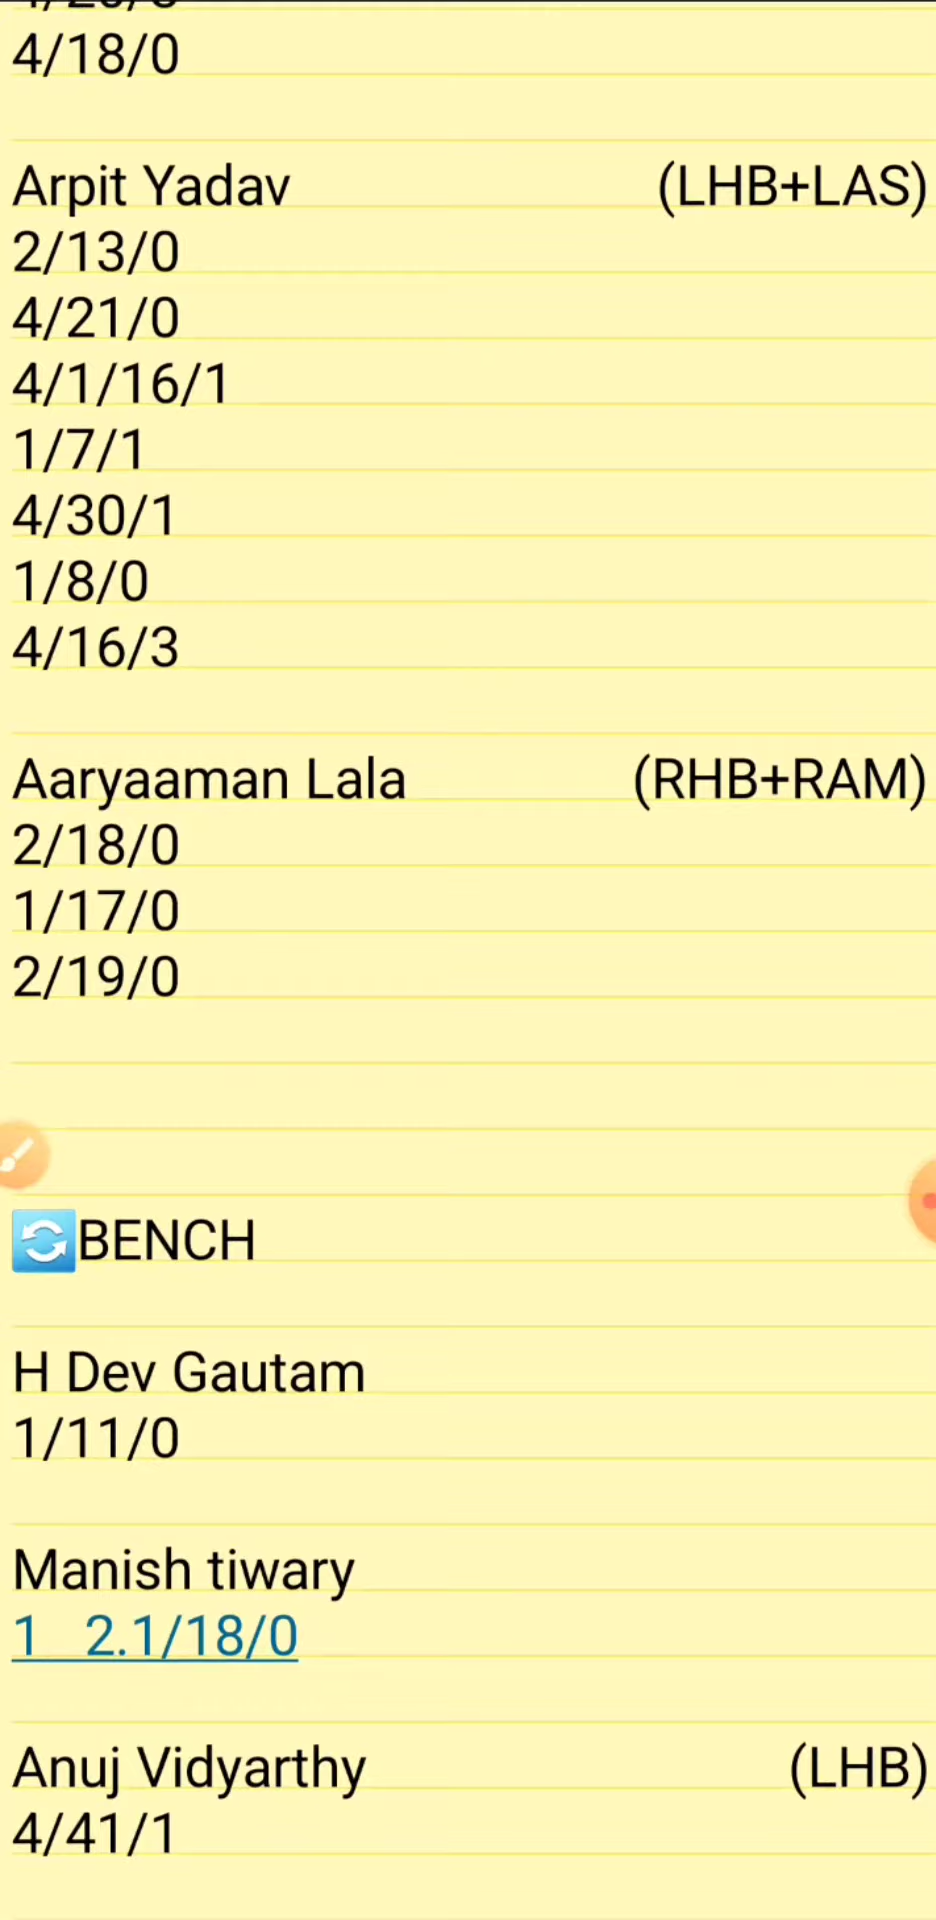 4/18/0
Arpit Yadav (LHB+LAS)
2/13/0
4/21/0
4/1/16/1
1/7/1
4/30/1
1/8/0
4/16/3
Aaryaaman Lala (RHB+RAM)
2/18/0
1/17/0
2/19/0
🔄BENCH
H Dev Gautam
1/11/0
Manish tiwary
1 2.1/18/0
Anuj Vidyarthy (LHB)
4/41/1